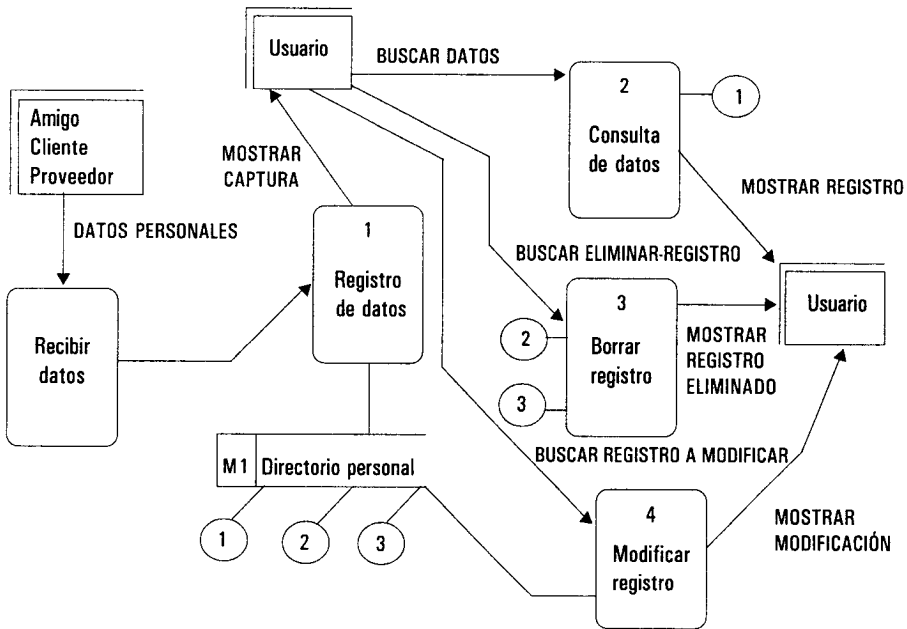 Usuario
BUSCAR DATOS
2
Consulta
de datos
1
Amigo
Cliente
Proveedor
MOSTRAR
CAPTURA
MOSTRAR REGISTRO
DATOS PERSONALES
1
Registro
de datos
BUSCAR ELIMINAR-REGISTRO
Usuario
Recibir
datos
3
Borrar
registro
2
3
MOSTRAR
REGISTRO
ELIMINADO
BUSCAR REGISTRO A MODIFICAR
M1 Directorio personal
1
2
3
4
Modificar
registro
MOSTRAR
MODIFICACIÓN